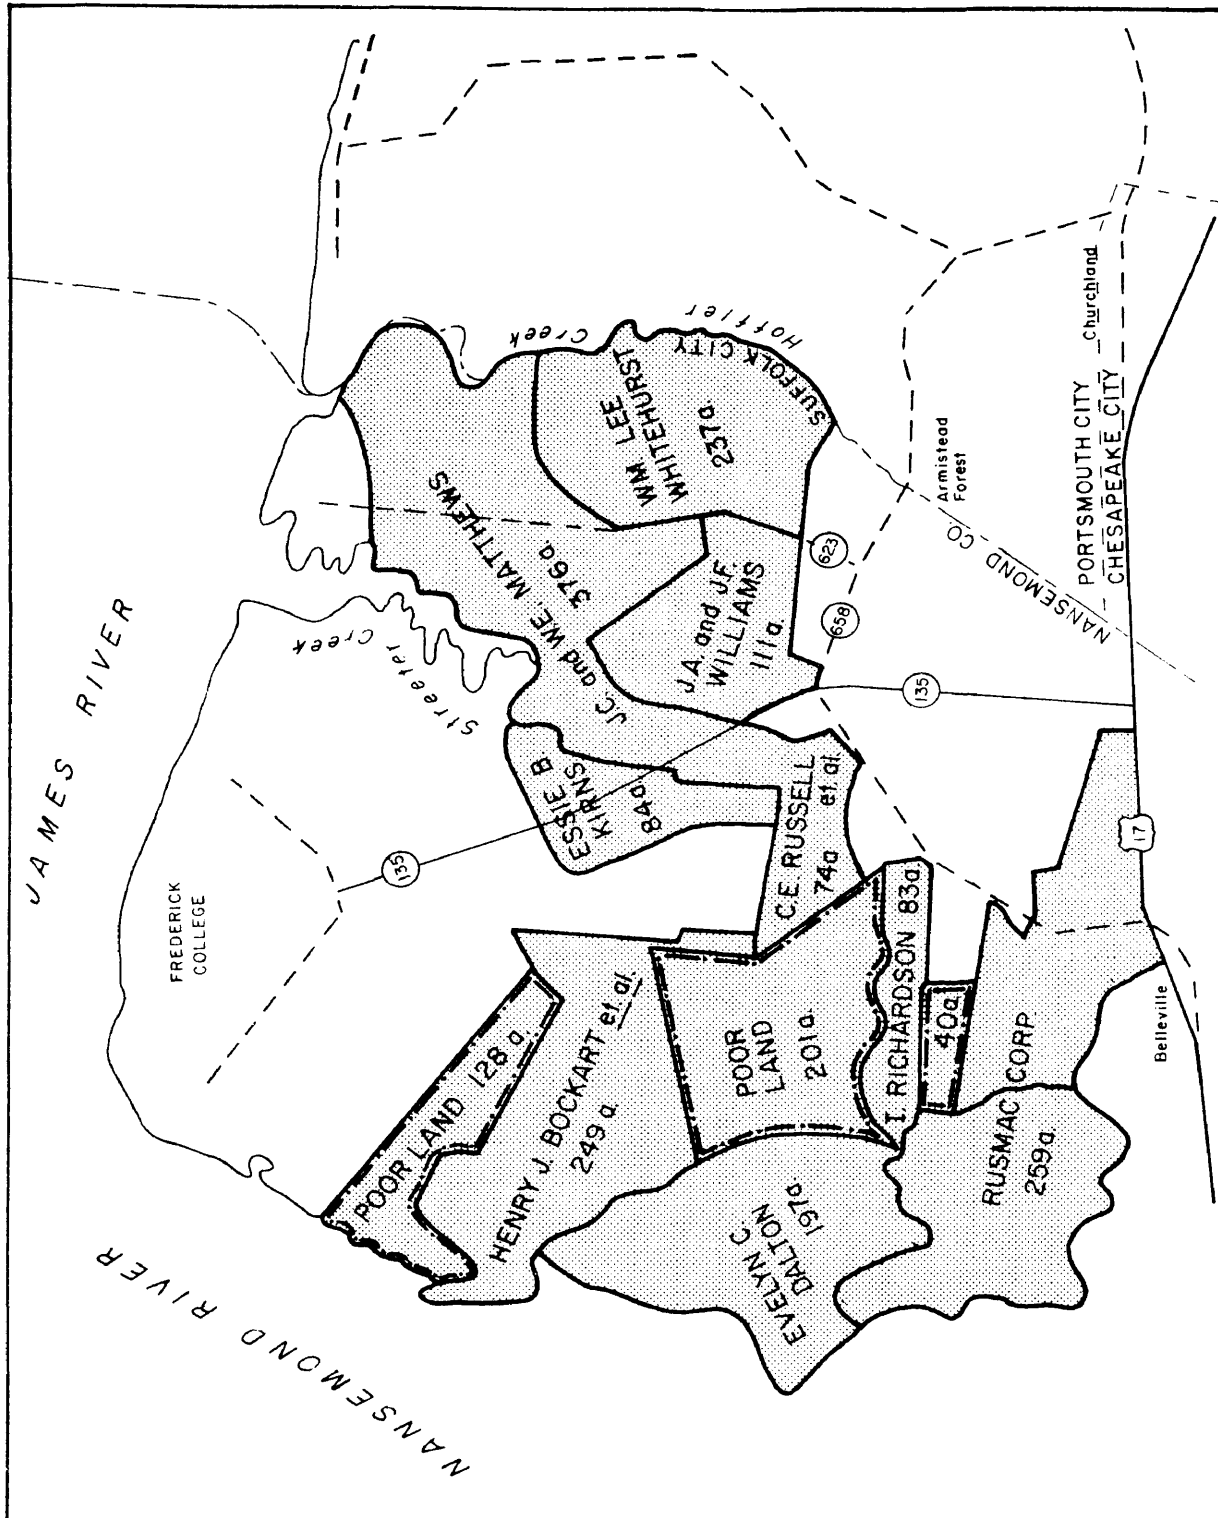 JAMES RIVER
NANSEMOND RIVER
FREDERICK
COLLEGE
Streeter Creek
Hoffler Creek
SUFFOLK CITY
WM. LEE
WHITEHURST
237a.
J.C. and W.E. MATTHEWS
376a.
J.A. and J.F.
WILLIAMS
111a.
ESSIE B.
KIRNS
84a.
C.E. RUSSELL
et. al.
74a
135
135
623
658
17
POOR LAND 128 a.
HENRY J. BOCKART et. al.
249 a.
POOR
LAND
201a.
I. RICHARDSON 83a.
40a.
EVELYN C.
DALTON
197a
RUSMAC CORP
259a.
Armistead
Forest
NANSEMOND CO.
PORTSMOUTH CITY
CHESAPEAKE CITY
Churchland
Belleville